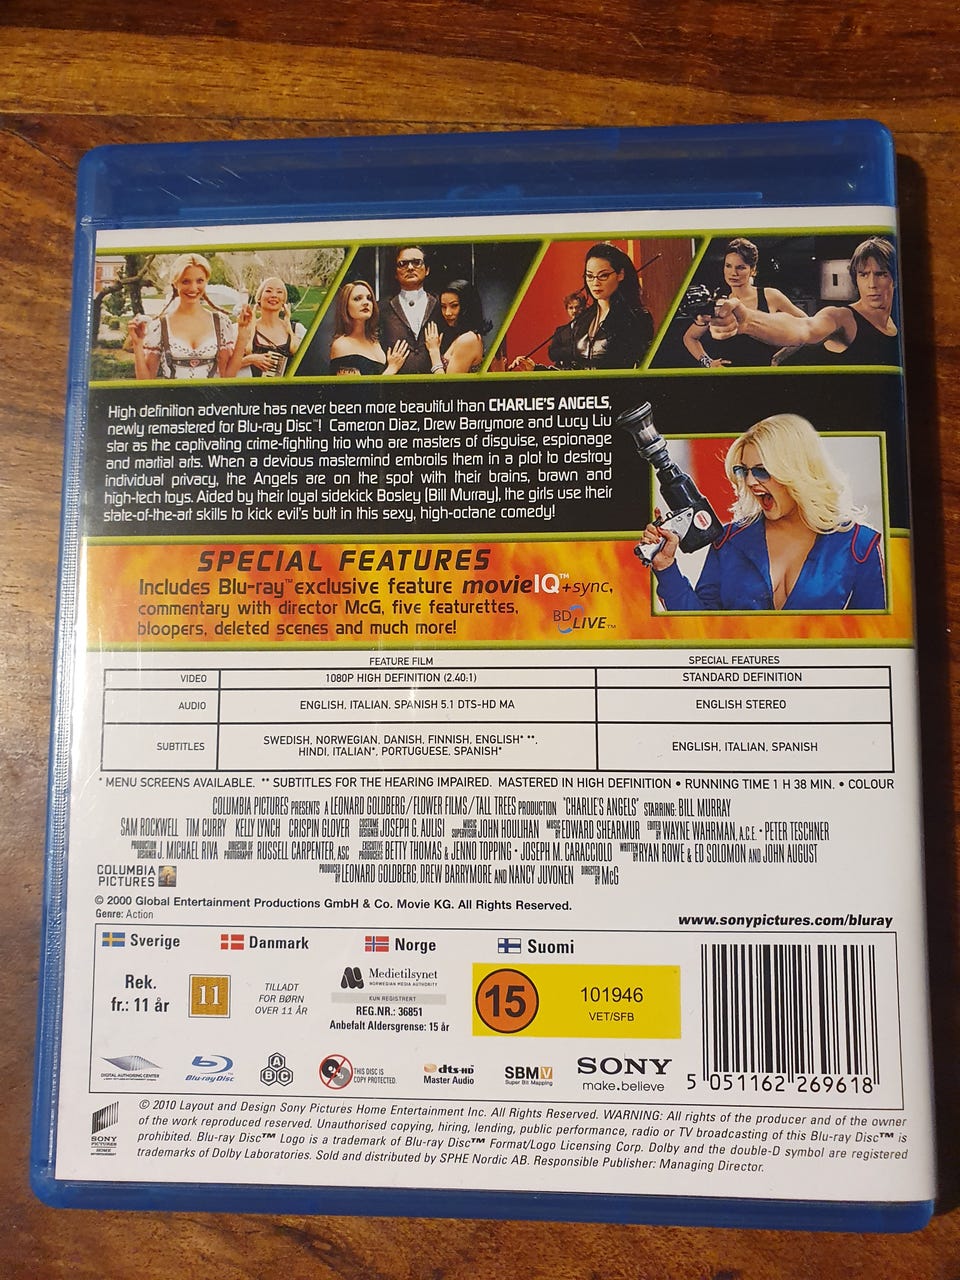 High definition adventure has never been more beautiful than CHARLIE'S ANGELS,
newly remastered for Blu-ray Disc™! Cameron Diaz, Drew Barrymore and Lucy Liu
star as the captivating crime-fighting trio who are masters of disguise, espionage
and martial arts. When a devious mastermind embroils them in a plot to destroy
individual privacy, the Angels are on the spot with their brains, brawn and
high-tech toys. Aided by their loyal sidekick Bosley (Bill Murray), the girls use their
state-of-the-art skills to kick evil's butt in this sexy, high-octane comedy!
SPECIAL FEATURES
Includes Blu-ray™ exclusive feature movieIQ™+sync,
commentary with director McG, five featurettes,
bloopers, deleted scenes and much more!
BD LIVE™
FEATURE FILM SPECIAL FEATURES
VIDEO 1080P HIGH DEFINITION (2.40:1) STANDARD DEFINITION
AUDIO ENGLISH, ITALIAN, SPANISH 5.1 DTS-HD MA ENGLISH STEREO
SUBTITLES SWEDISH, NORWEGIAN, DANISH, FINNISH, ENGLISH* **,
HINDI, ITALIAN*, PORTUGUESE, SPANISH* ENGLISH, ITALIAN, SPANISH
* MENU SCREENS AVAILABLE. ** SUBTITLES FOR THE HEARING IMPAIRED. MASTERED IN HIGH DEFINITION • RUNNING TIME 1 H 38 MIN. • COLOUR
COLUMBIA PICTURES PRESENTS A LEONARD GOLDBERG/FLOWER FILMS/TALL TREES PRODUCTION "CHARLIE'S ANGELS" STARRING: BILL MURRAY
SAM ROCKWELL TIM CURRY KELLY LYNCH CRISPIN GLOVER COSTUME DESIGNER JOSEPH G. AULISI MUSIC SUPERVISOR JOHN HOULIHAN MUSIC BY EDWARD SHEARMUR EDITED BY WAYNE WAHRMAN, A.C.E. • PETER TESCHNER
PRODUCTION DESIGNER J. MICHAEL RIVA DIRECTOR OF PHOTOGRAPHY RUSSELL CARPENTER, ASC EXECUTIVE PRODUCERS BETTY THOMAS & JENNO TOPPING • JOSEPH M. CARACCIOLO WRITTEN BY RYAN ROWE & ED SOLOMON AND JOHN AUGUST
PRODUCED BY LEONARD GOLDBERG, DREW BARRYMORE AND NANCY JUVONEN DIRECTED BY McG
COLUMBIA
PICTURES
© 2000 Global Entertainment Productions GmbH & Co. Movie KG. All Rights Reserved.
Genre: Action
www.sonypictures.com/bluray
Sverige Danmark Norge Suomi
Rek.
fr.: 11 år
11
TILLADT
FOR BØRN
OVER 11 ÅR
Medietilsynet
NORWEGIAN MEDIA AUTHORITY
KUN REGISTRERT
REG.NR.: 36851
Anbefalt Aldersgrense: 15 år
15
101946
VET/SFB
DIGITAL AUTHORING CENTER
Blu-ray Disc™
A B C
THIS DISC IS
COPY PROTECTED.
dts-HD
Master Audio
SBMV
Super Bit Mapping
SONY
make.believe
5 051162 269618
SONY
PICTURES
HOME
ENTERTAINMENT
© 2010 Layout and Design Sony Pictures Home Entertainment Inc. All Rights Reserved. WARNING: All rights of the producer and of the owner
of the work reproduced reserved. Unauthorised copying, hiring, lending, public performance, radio or TV broadcasting of this Blu-ray Disc™ is
prohibited. Blu-ray Disc™ Logo is a trademark of Blu-ray Disc™ Format/Logo Licensing Corp. Dolby and the double-D symbol are registered
trademarks of Dolby Laboratories. Sold and distributed by SPHE Nordic AB. Responsible Publisher: Managing Director.